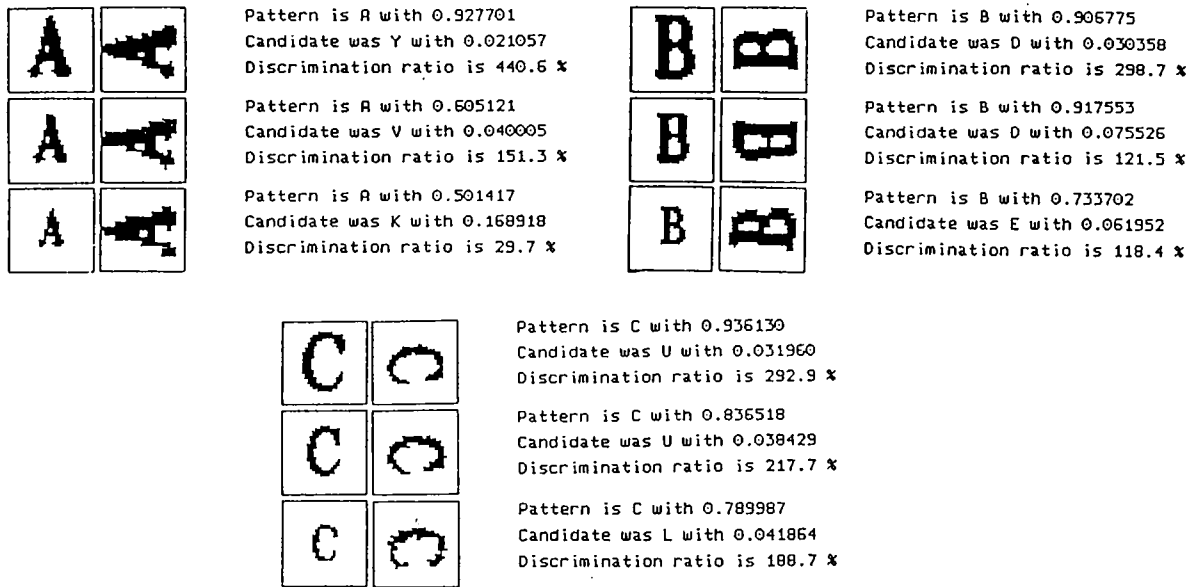 Pattern is A with 0.927701
Candidate was Y with 0.021057
Discrimination ratio is 440.6 %
Pattern is A with 0.605121
Candidate was V with 0.040005
Discrimination ratio is 151.3 %
Pattern is A with 0.501417
Candidate was K with 0.168918
Discrimination ratio is 29.7 %
Pattern is B with 0.906775
Candidate was D with 0.030358
Discrimination ratio is 298.7 %
Pattern is B with 0.917553
Candidate was D with 0.075526
Discrimination ratio is 121.5 %
Pattern is B with 0.733702
Candidate was E with 0.061952
Discrimination ratio is 118.4 %
Pattern is C with 0.936130
Candidate was U with 0.031960
Discrimination ratio is 292.9 %
Pattern is C with 0.836518
Candidate was U with 0.038429
Discrimination ratio is 217.7 %
Pattern is C with 0.789987
Candidate was L with 0.041864
Discrimination ratio is 188.7 %
A A
A A
A A
B B
B B
B B
C C
C C
C C